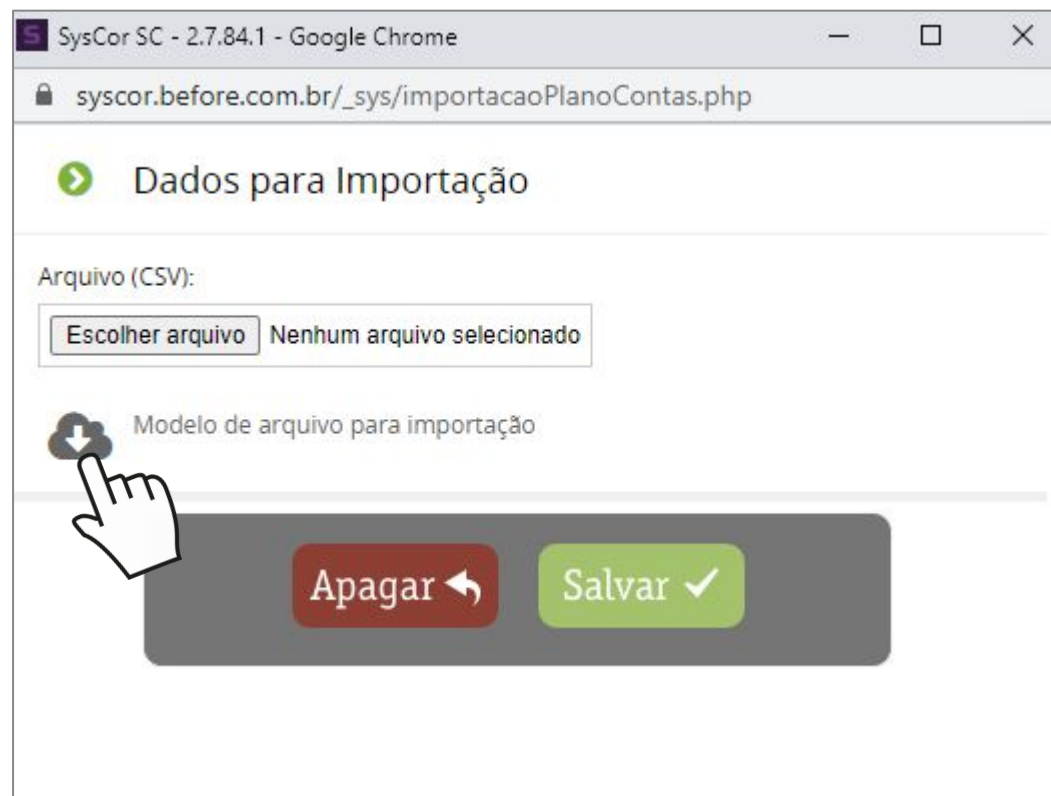 SysCor SC - 2.7.84.1 - Google Chrome
syscor.before.com.br/_sys/importacaoPlanoContas.php
Dados para Importação
Arquivo (CSV):
Escolher arquivo Nenhum arquivo selecionado
Modelo de arquivo para importação
Apagar Salvar